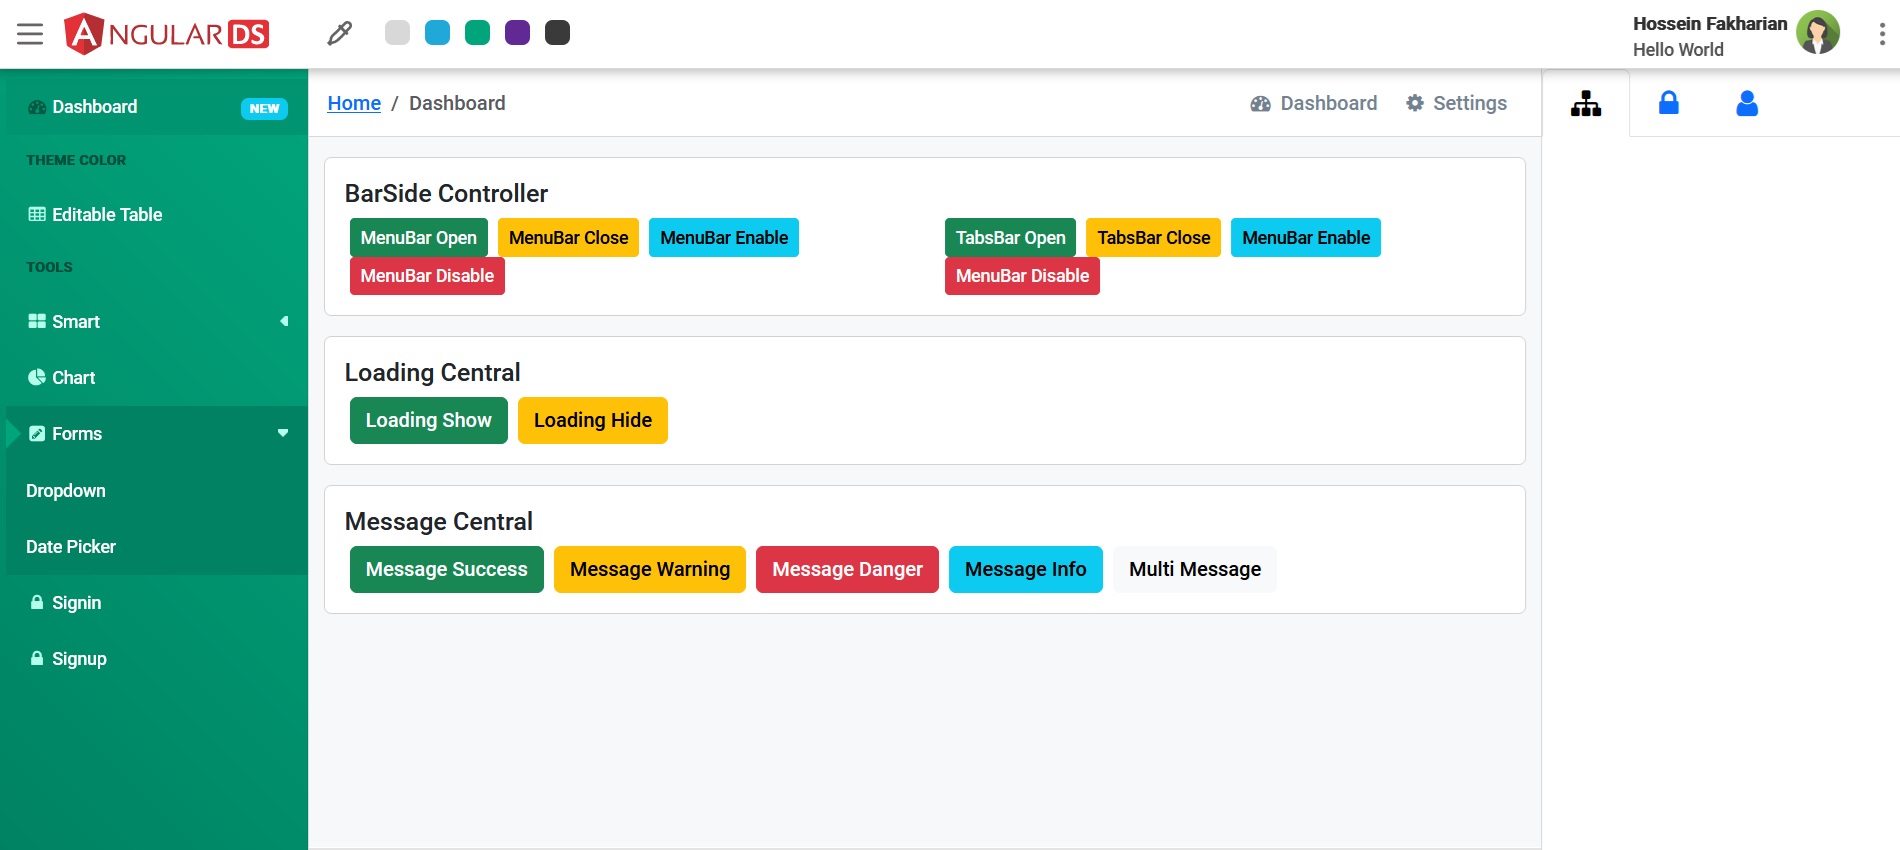 ANGULAR DS
Hossein Fakharian
Hello World
Dashboard NEW
THEME COLOR
Editable Table
TOOLS
Smart
Chart
Forms
Dropdown
Date Picker
Signin
Signup
Home / Dashboard
Dashboard Settings
BarSide Controller
MenuBar Open MenuBar Close MenuBar Enable
MenuBar Disable
TabsBar Open TabsBar Close MenuBar Enable
MenuBar Disable
Loading Central
Loading Show Loading Hide
Message Central
Message Success Message Warning Message Danger Message Info Multi Message